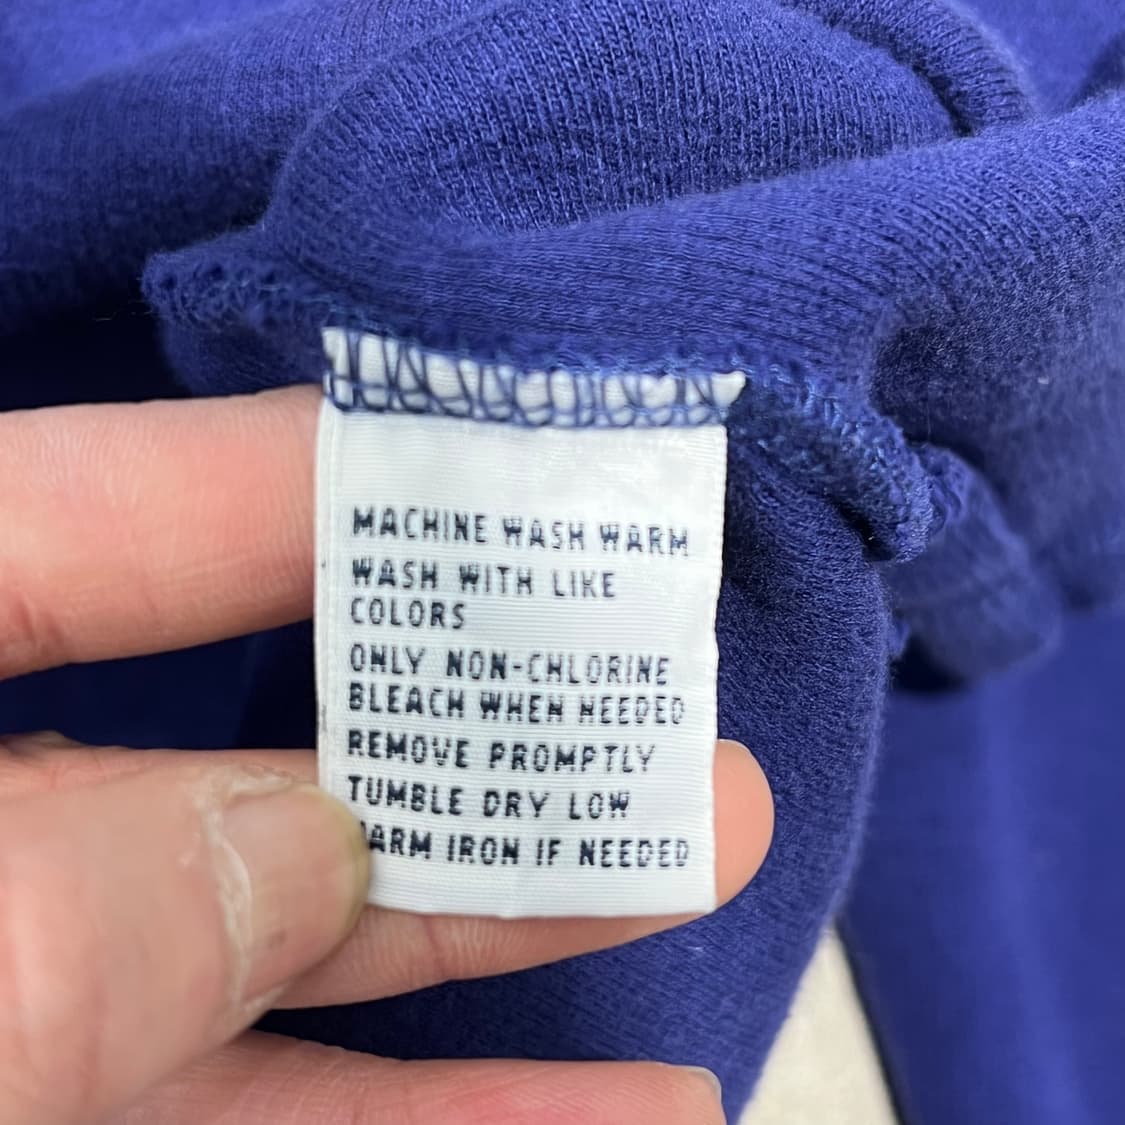 MACHINE WASH WARM
WASH WITH LIKE
COLORS
ONLY NON-CHLORINE
BLEACH WHEN NEEDED
REMOVE PROMPTLY
TUMBLE DRY LOW
WARM IRON IF NEEDED